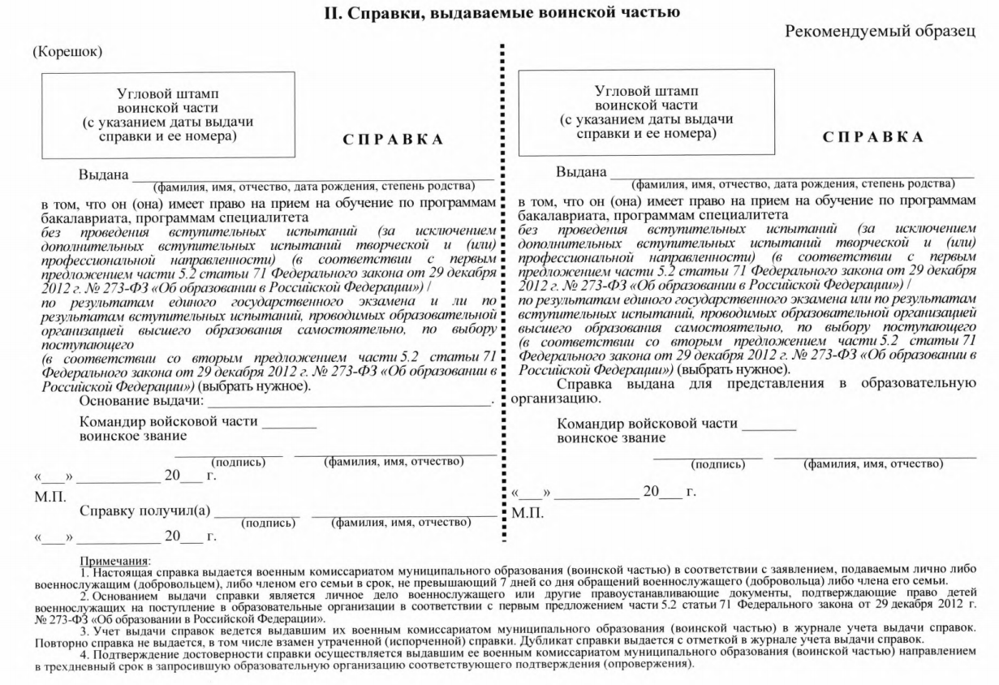 II. Справки, выдаваемые воинской частью
Рекомендуемый образец
(Корешок)
Угловой штамп
воинской части
(с указанием даты выдачи
справки и ее номера)
С П Р А В К А
Выдана ____________
(фамилия, имя, отчество, дата рождения, степень родства)
в том, что он (она) имеет право на прием на обучение по программам
бакалавриата, программам специалитета
без проведения вступительных испытаний (за исключением
дополнительных вступительных испытаний творческой и (или)
профессиональной направленности) (в соответствии с первым
предложением части 5.2 статьи 71 Федерального закона от 29 декабря
2012 г. № 273-ФЗ «Об образовании в Российской Федерации») /
по результатам единого государственного экзамена и ли по
результатам вступительных испытаний, проводимых образовательной
организацией высшего образования самостоятельно, по выбору
поступающего
(в соответствии со вторым предложением части 5.2 статьи 71
Федерального закона от 29 декабря 2012 г. № 273-ФЗ «Об образовании в
Российской Федерации») (выбрать нужное).
Основание выдачи: ____________.
Командир войсковой части _______
воинское звание
(подпись) (фамилия, имя, отчество)
«___» ___________ 20___ г.
М.П.
Справку получил(а) ___________ ____________
(подпись) (фамилия, имя, отчество)
«___» ___________ 20___ г.
Угловой штамп
воинской части
(с указанием даты выдачи
справки и ее номера)
С П Р А В К А
Выдана ____________
(фамилия, имя, отчество, дата рождения, степень родства)
в том, что он (она) имеет право на прием на обучение по программам
бакалавриата, программам специалитета
без проведения вступительных испытаний (за исключением
дополнительных вступительных испытаний творческой и (или)
профессиональной направленности) (в соответствии с первым
предложением части 5.2 статьи 71 Федерального закона от 29 декабря
2012 г. № 273-ФЗ «Об образовании в Российской Федерации») /
по результатам единого государственного экзамена или по результатам
вступительных испытаний, проводимых образовательной организацией
высшего образования самостоятельно, по выбору поступающего
(в соответствии со вторым предложением части 5.2 статьи 71
Федерального закона от 29 декабря 2012 г. № 273-ФЗ «Об образовании в
Российской Федерации») (выбрать нужное).
Справка выдана для представления в образовательную
организацию.
Командир войсковой части _______
воинское звание
(подпись) (фамилия, имя, отчество)
«___» ___________ 20___ г.
М.П.
Примечания:
1. Настоящая справка выдается военным комиссариатом муниципального образования (воинской частью) в соответствии с заявлением, подаваемым лично либо
военнослужащим (добровольцем), либо членом его семьи в срок, не превышающий 7 дней со дня обращений военнослужащего (добровольца) либо члена его семьи.
2. Основанием выдачи справки является личное дело военнослужащего или другие правоустанавливающие документы, подтверждающие право детей
военнослужащих на поступление в образовательные организации в соответствии с первым предложением части 5.2 статьи 71 Федерального закона от 29 декабря 2012 г.
№ 273-ФЗ «Об образовании в Российской Федерации».
3. Учет выдачи справок ведется выдавшим их военным комиссариатом муниципального образования (воинской частью) в журнале учета выдачи справок.
Повторно справка не выдается, в том числе взамен утраченной (испорченной) справки. Дубликат справки выдается с отметкой в журнале учета выдачи справок.
4. Подтверждение достоверности справки осуществляется выдавшим ее военным комиссариатом муниципального образования (воинской частью) направлением
в трехдневный срок в запросившую образовательную организацию соответствующего подтверждения (опровержения).